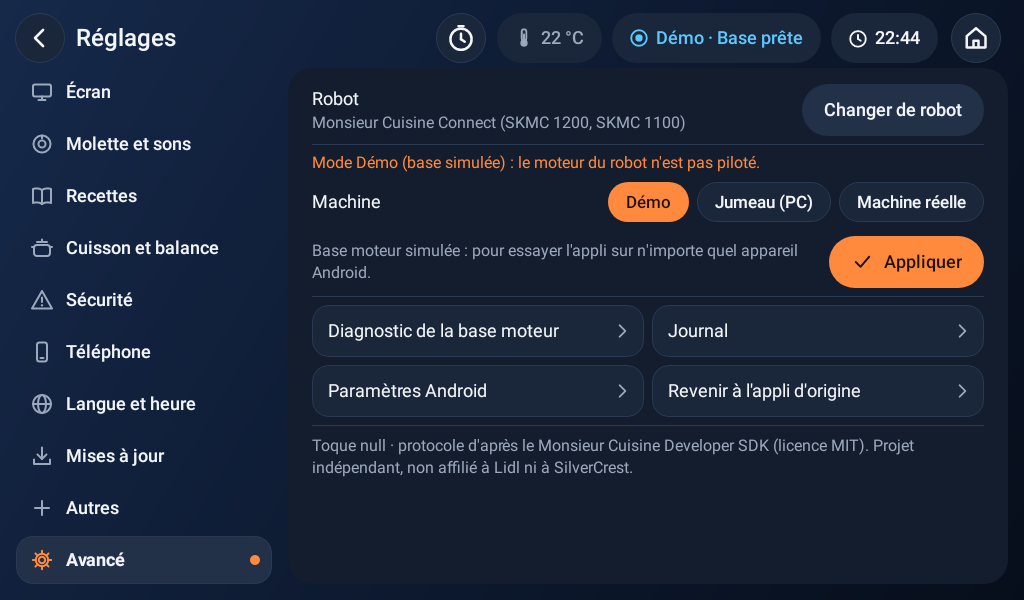 Réglages
22 °C
Démo · Base prête
22:44
Écran
Molette et sons
Recettes
Cuisson et balance
Sécurité
Téléphone
Langue et heure
Mises à jour
Autres
Avancé
Robot
Monsieur Cuisine Connect (SKMC 1200, SKMC 1100)
Changer de robot
Mode Démo (base simulée) : le moteur du robot n'est pas piloté.
Machine
Démo
Jumeau (PC)
Machine réelle
Base moteur simulée : pour essayer l'appli sur n'importe quel appareil
Android.
Appliquer
Diagnostic de la base moteur
Journal
Paramètres Android
Revenir à l'appli d'origine
Toque null · protocole d'après le Monsieur Cuisine Developer SDK (licence MIT). Projet
indépendant, non affilié à Lidl ni à SilverCrest.